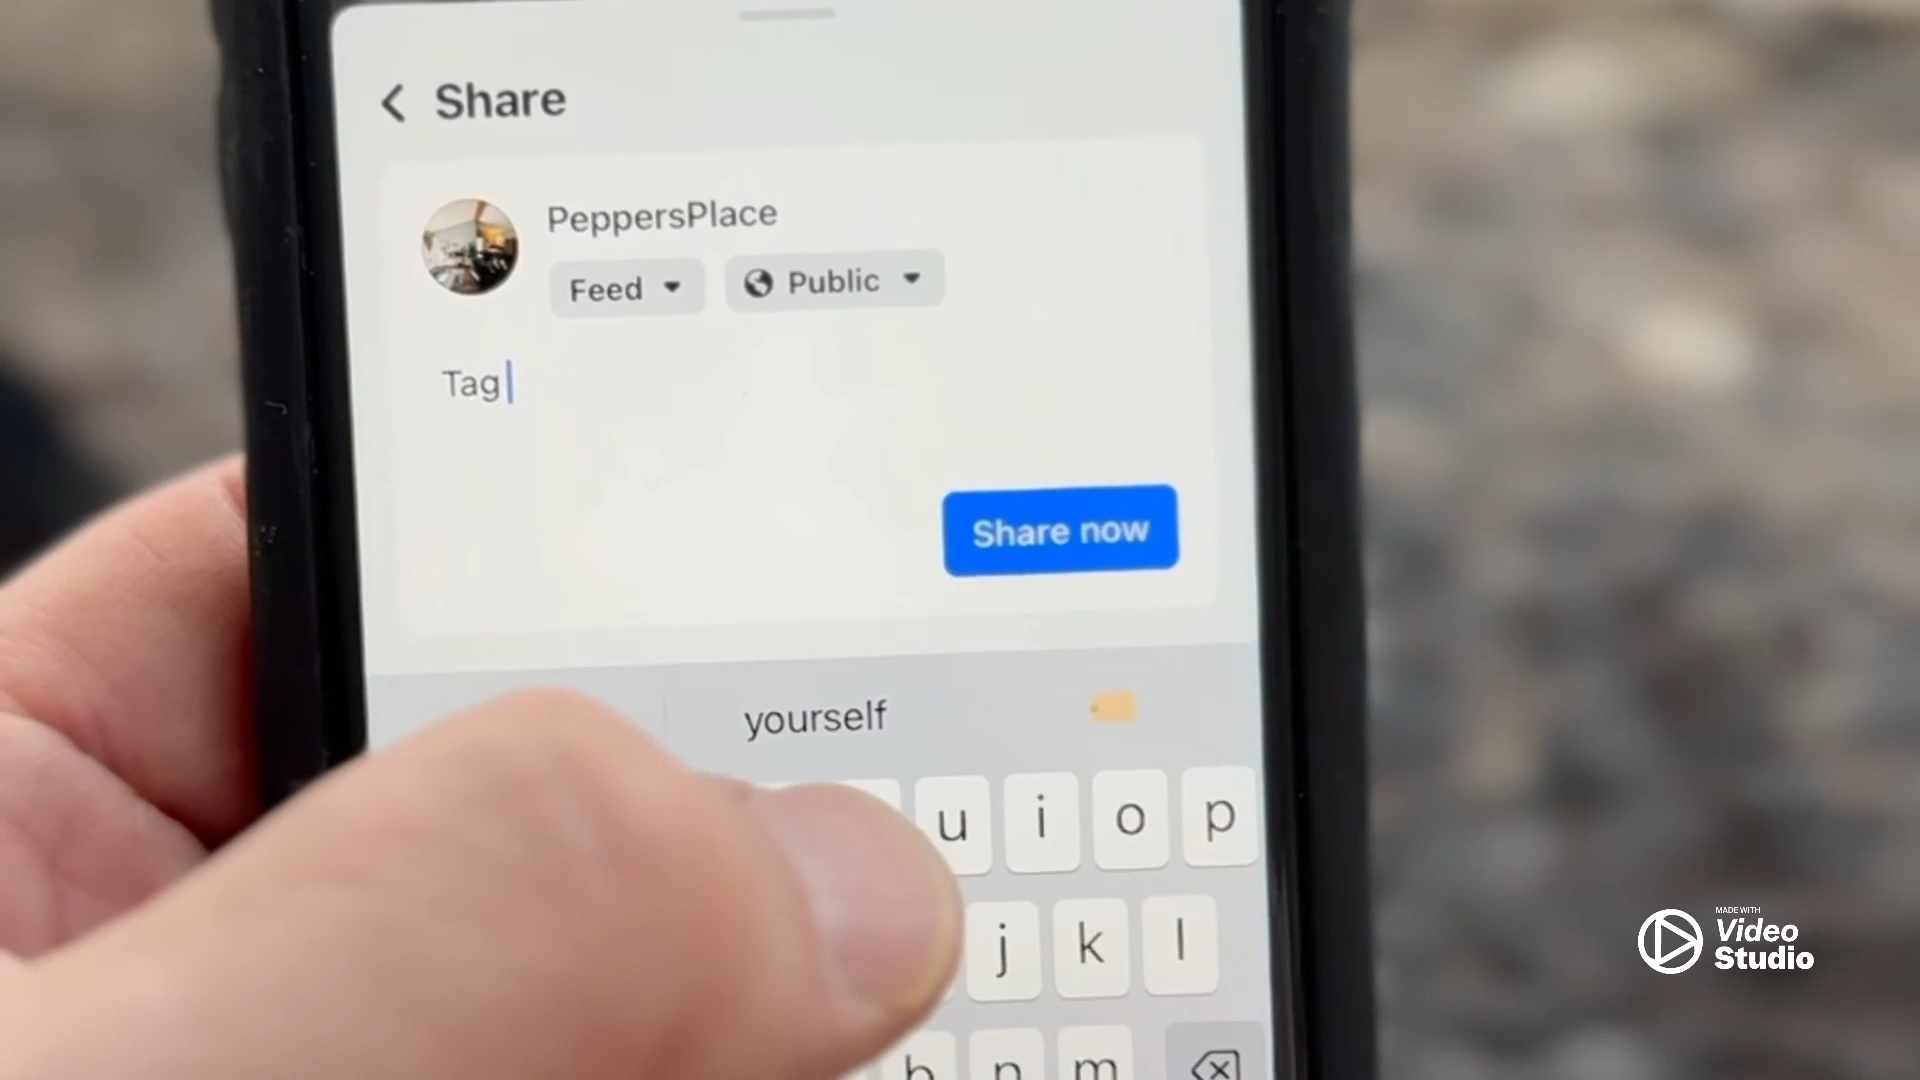 Share
PeppersPlace
Feed
Public
Tag
Share now
yourself
u i o p
j k l
b n m
MADE WITH
Video
Studio